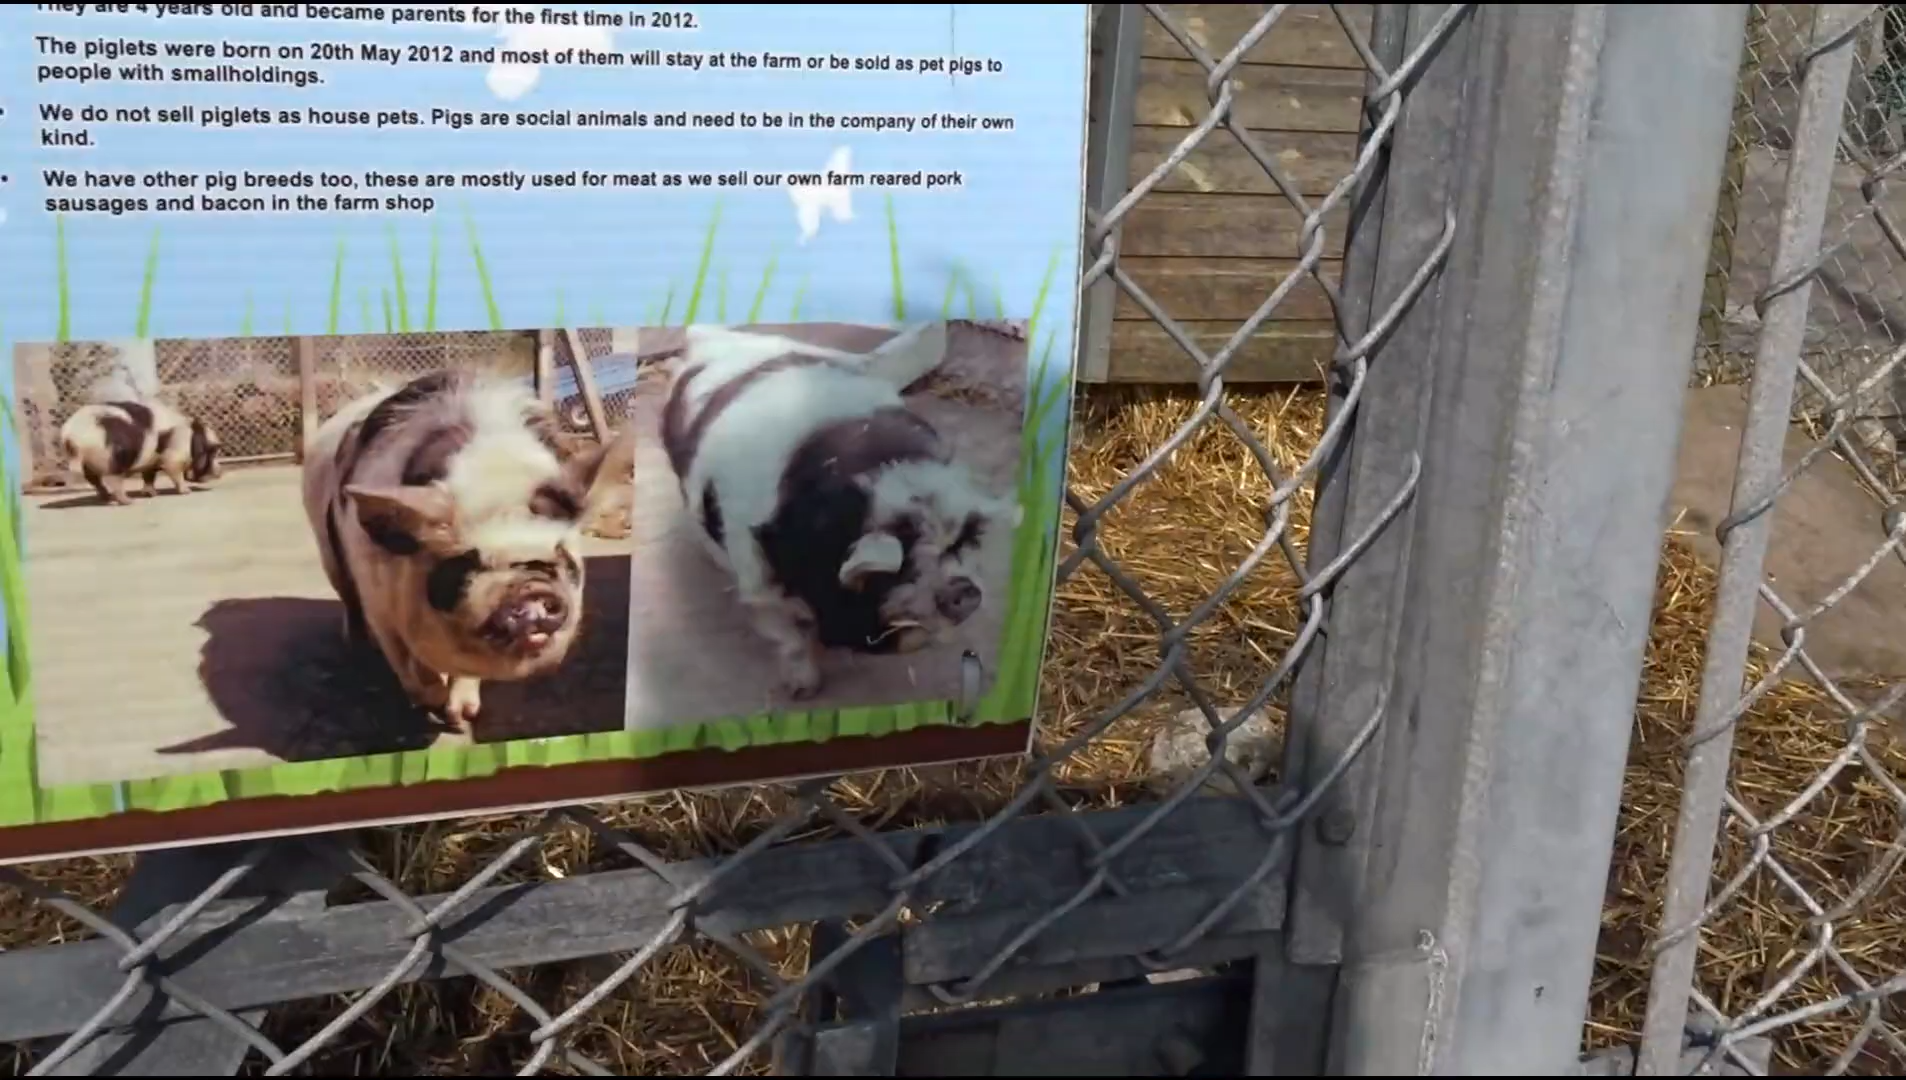 They are 4 years old and became parents for the first time in 2012.
The piglets were born on 20th May 2012 and most of them will stay at the farm or be sold as pet pigs to
people with smallholdings.
• We do not sell piglets as house pets. Pigs are social animals and need to be in the company of their own
kind.
• We have other pig breeds too, these are mostly used for meat as we sell our own farm reared pork
sausages and bacon in the farm shop